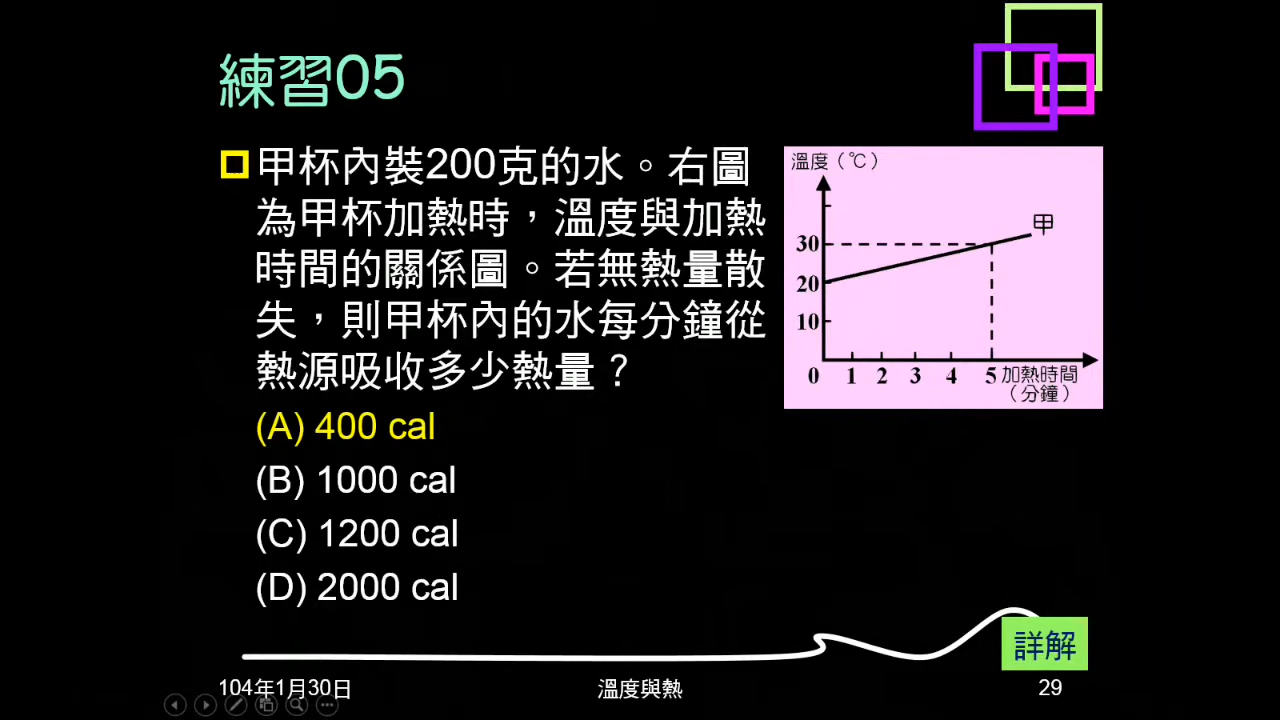 練習05
甲杯內裝200克的水。右圖
為甲杯加熱時，溫度與加熱
時間的關係圖。若無熱量散
失，則甲杯內的水每分鐘從
熱源吸收多少熱量？
(A) 400 cal
(B) 1000 cal
(C) 1200 cal
(D) 2000 cal
溫度（℃）
甲
30
20
10
0 1 2 3 4 5 加熱時間
（分鐘）
詳解
104年1月30日
溫度與熱
29